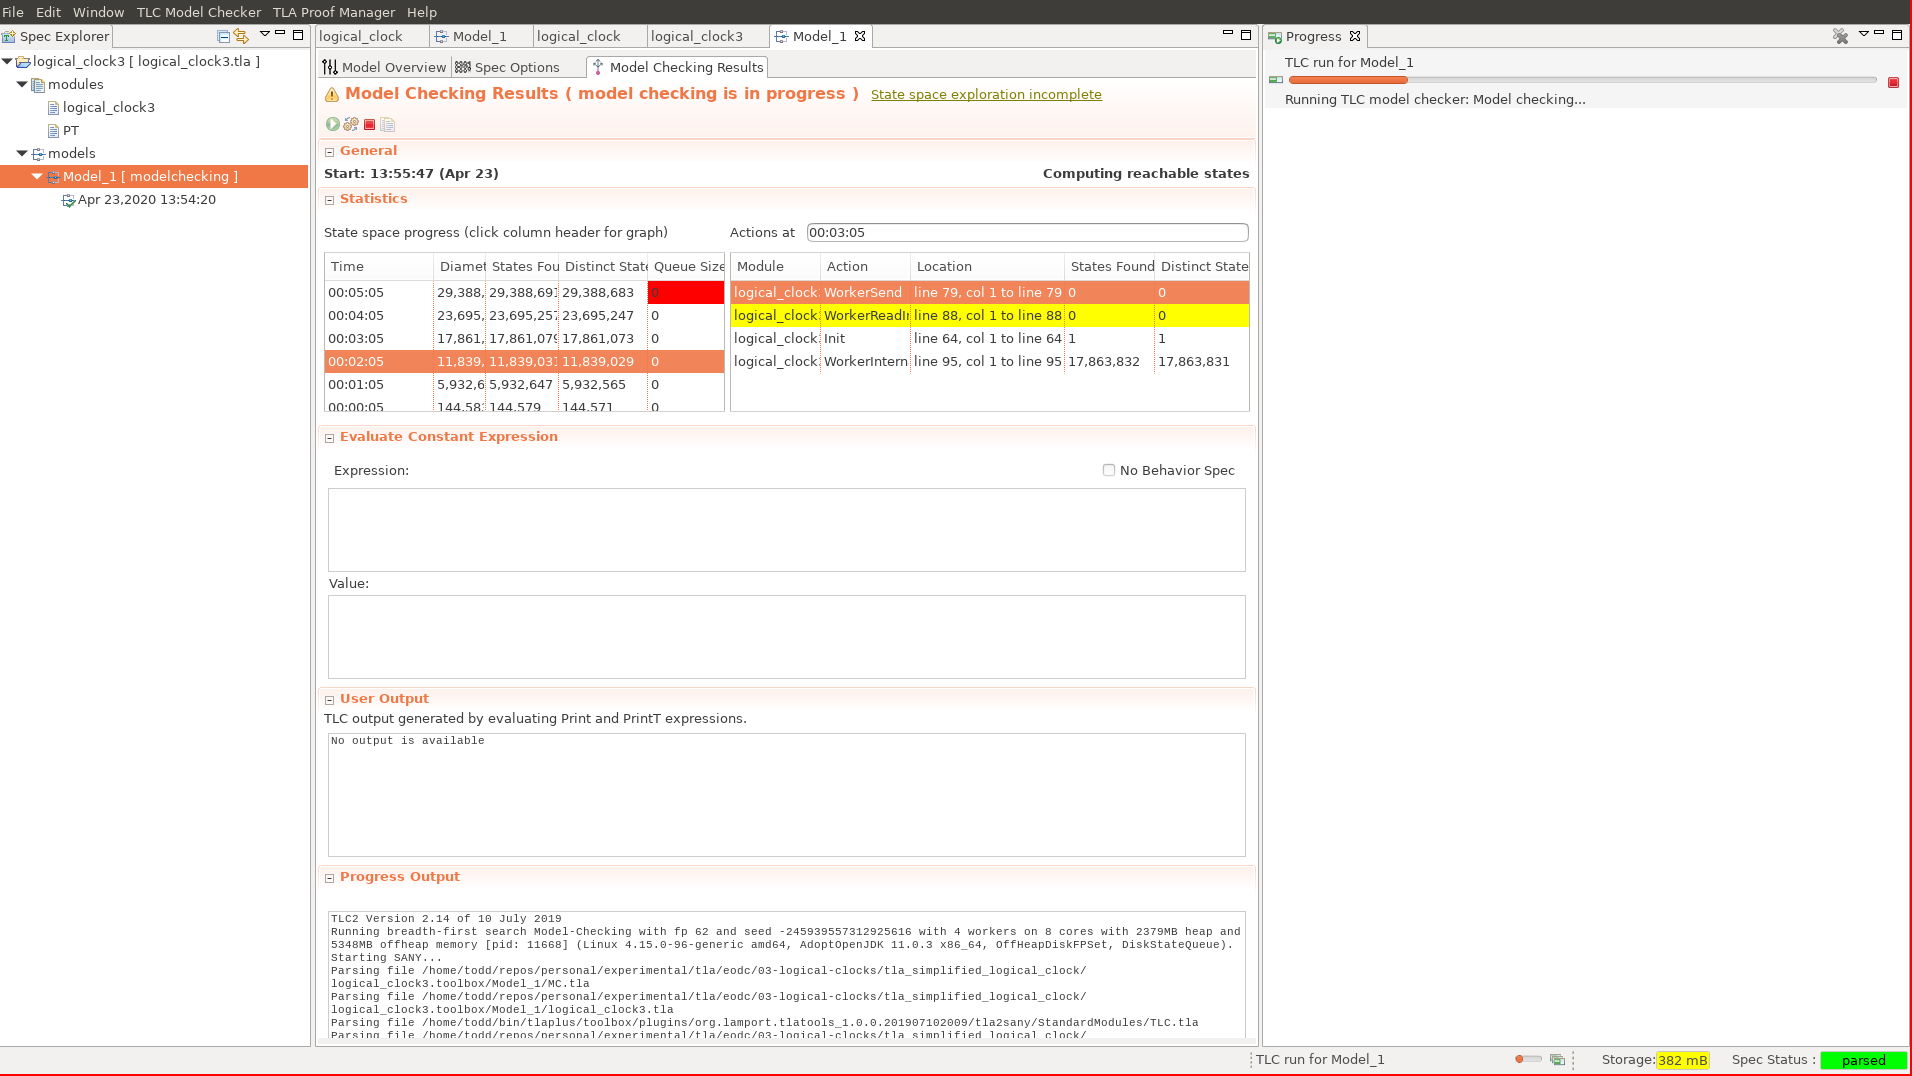 File Edit Window TLC Model Checker TLA Proof Manager Help
Spec Explorer
logical_clock3 [ logical_clock3.tla ]
modules
logical_clock3
PT
models
Model_1 [ modelchecking ]
Apr 23,2020 13:54:20
logical_clock Model_1 logical_clock logical_clock3 Model_1
Model Overview Spec Options Model Checking Results
Model Checking Results ( model checking is in progress ) State space exploration incomplete
General
Start: 13:55:47 (Apr 23) Computing reachable states
Statistics
State space progress (click column header for graph) Actions at 00:03:05
Time Diamet States Fou Distinct State Queue Size
00:05:05 29,388, 29,388,691 29,388,683 0
00:04:05 23,695, 23,695,257 23,695,247 0
00:03:05 17,861, 17,861,079 17,861,073 0
00:02:05 11,839, 11,839,031 11,839,029 0
00:01:05 5,932,6 5,932,647 5,932,565 0
00:00:05 144,58 144,579 144,571 0
Module Action Location States Found Distinct State
logical_clock WorkerSend line 79, col 1 to line 79 0 0
logical_clock WorkerReadIn line 88, col 1 to line 88 0 0
logical_clock Init line 64, col 1 to line 64 1 1
logical_clock WorkerIntern line 95, col 1 to line 95 17,863,832 17,863,831
Evaluate Constant Expression
Expression: No Behavior Spec
Value:
User Output
TLC output generated by evaluating Print and PrintT expressions.
No output is available
Progress Output
TLC2 Version 2.14 of 10 July 2019
Running breadth-first search Model-Checking with fp 62 and seed -245939557312925616 with 4 workers on 8 cores with 2379MB heap and
5348MB offheap memory [pid: 11668] (Linux 4.15.0-96-generic amd64, AdoptOpenJDK 11.0.3 x86_64, OffHeapDiskFPSet, DiskStateQueue).
Starting SANY...
Parsing file /home/todd/repos/personal/experimental/tla/eodc/03-logical-clocks/tla_simplified_logical_clock/
logical_clock3.toolbox/Model_1/MC.tla
Parsing file /home/todd/repos/personal/experimental/tla/eodc/03-logical-clocks/tla_simplified_logical_clock/
logical_clock3.toolbox/Model_1/logical_clock3.tla
Parsing file /home/todd/bin/tlaplus/toolbox/plugins/org.lamport.tlatools_1.0.0.201907102009/tla2sany/StandardModules/TLC.tla
Parsing file /home/todd/repos/personal/experimental/tla/eodc/03-logical-clocks/tla_simplified_logical_clock/
Progress
TLC run for Model_1
Running TLC model checker: Model checking...
TLC run for Model_1 Storage: 382 mB Spec Status : parsed